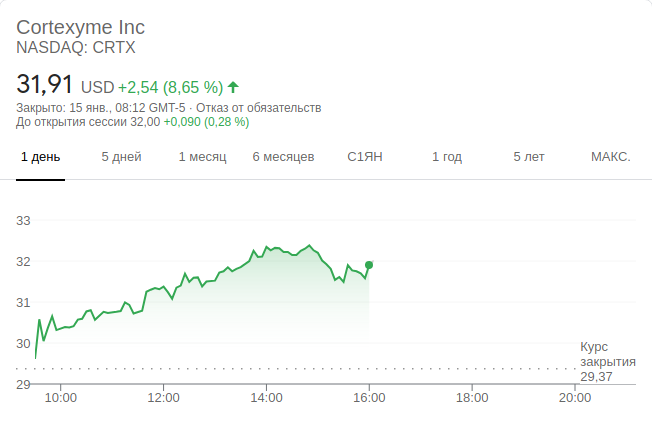 Cortexyme Inc
NASDAQ: CRTX
31,91 USD +2,54 (8,65 %)
Закрыто: 15 янв., 08:12 GMT-5 · Отказ от обязательств
До открытия сессии 32,00 +0,090 (0,28 %)
1 день 5 дней 1 месяц 6 месяцев С1ЯН 1 год 5 лет МАКС.
33
32
31
30
29
Курс
закрытия
29,37
10:00 12:00 14:00 16:00 18:00 20:00